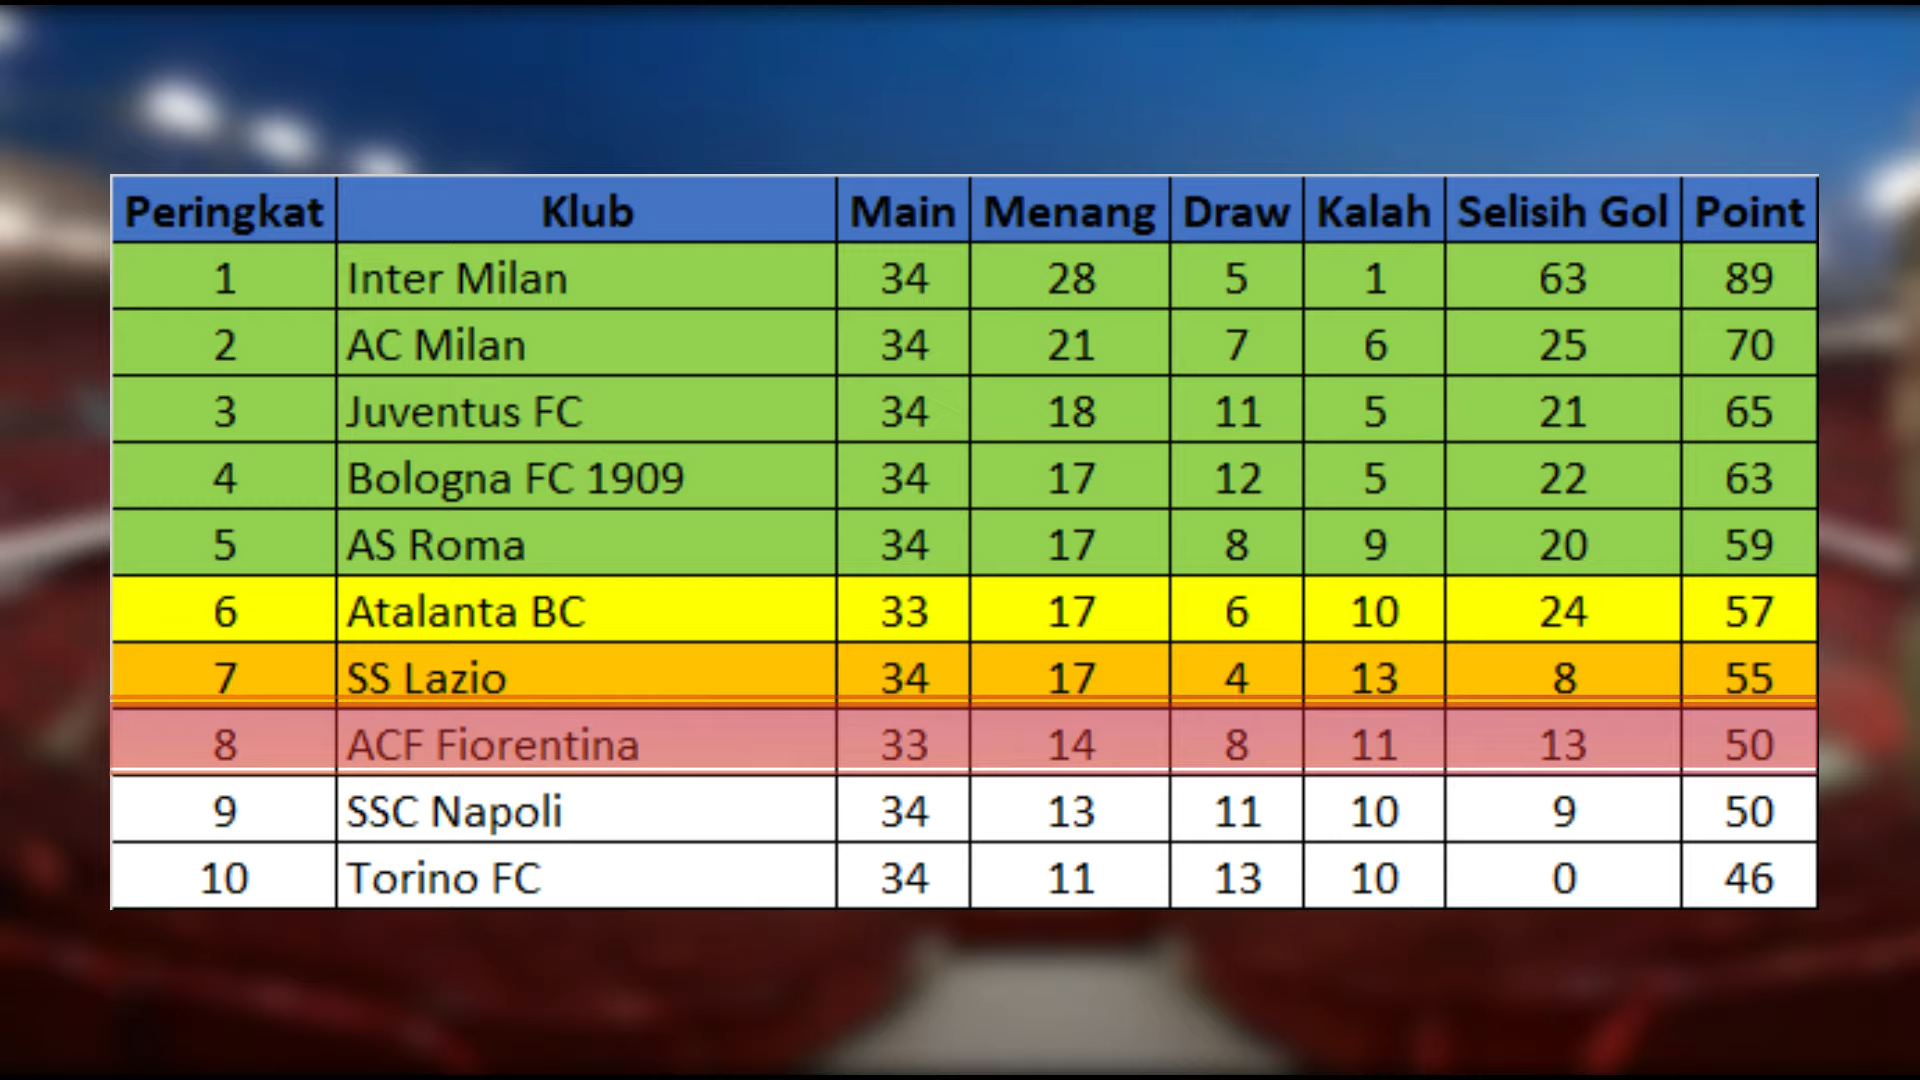 Peringkat Klub Main Menang Draw Kalah Selisih Gol Point
1 Inter Milan 34 28 5 1 63 89
2 AC Milan 34 21 7 6 25 70
3 Juventus FC 34 18 11 5 21 65
4 Bologna FC 1909 34 17 12 5 22 63
5 AS Roma 34 17 8 9 20 59
6 Atalanta BC 33 17 6 10 24 57
7 SS Lazio 34 17 4 13 8 55
8 ACF Fiorentina 33 14 8 11 13 50
9 SSC Napoli 34 13 11 10 9 50
10 Torino FC 34 11 13 10 0 46